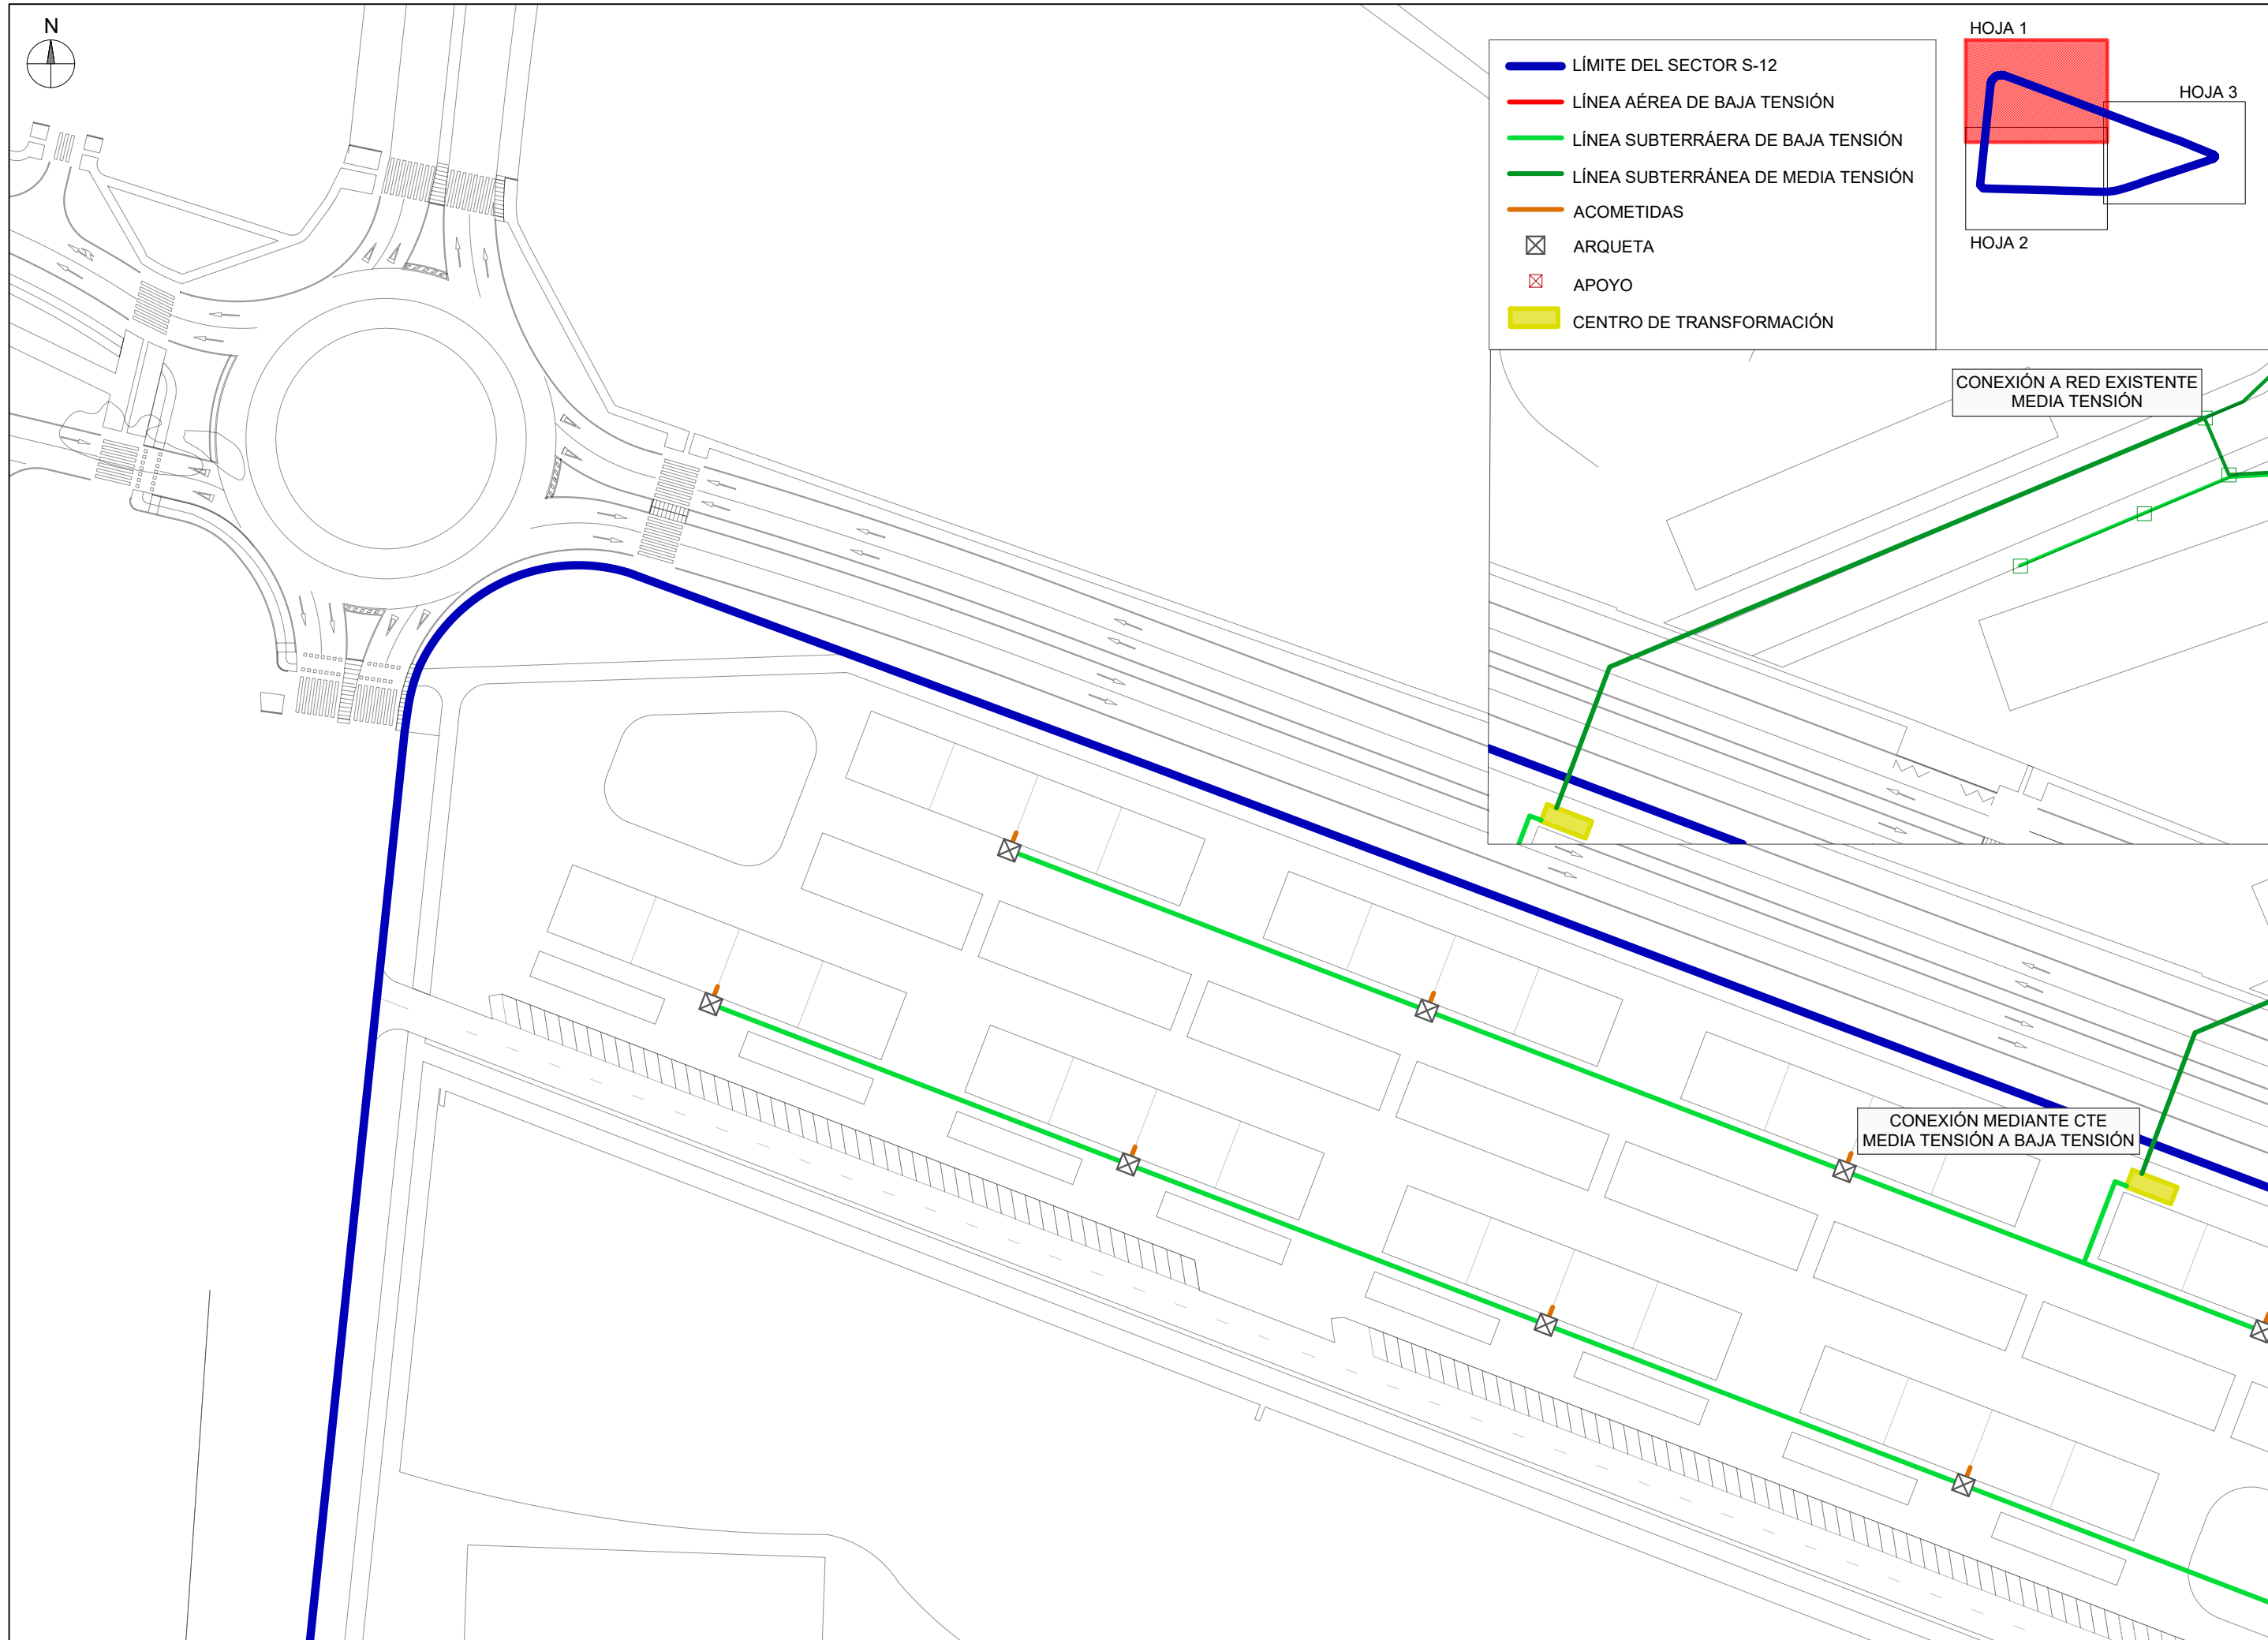 N
LÍMITE DEL SECTOR S-12
LÍNEA AÉREA DE BAJA TENSIÓN
LÍNEA SUBTERRÁERA DE BAJA TENSIÓN
LÍNEA SUBTERRÁNEA DE MEDIA TENSIÓN
ACOMETIDAS
ARQUETA
APOYO
CENTRO DE TRANSFORMACIÓN
HOJA 1
HOJA 3
HOJA 2
CONEXIÓN A RED EXISTENTE
MEDIA TENSIÓN
CONEXIÓN MEDIANTE CTE
MEDIA TENSIÓN A BAJA TENSIÓN